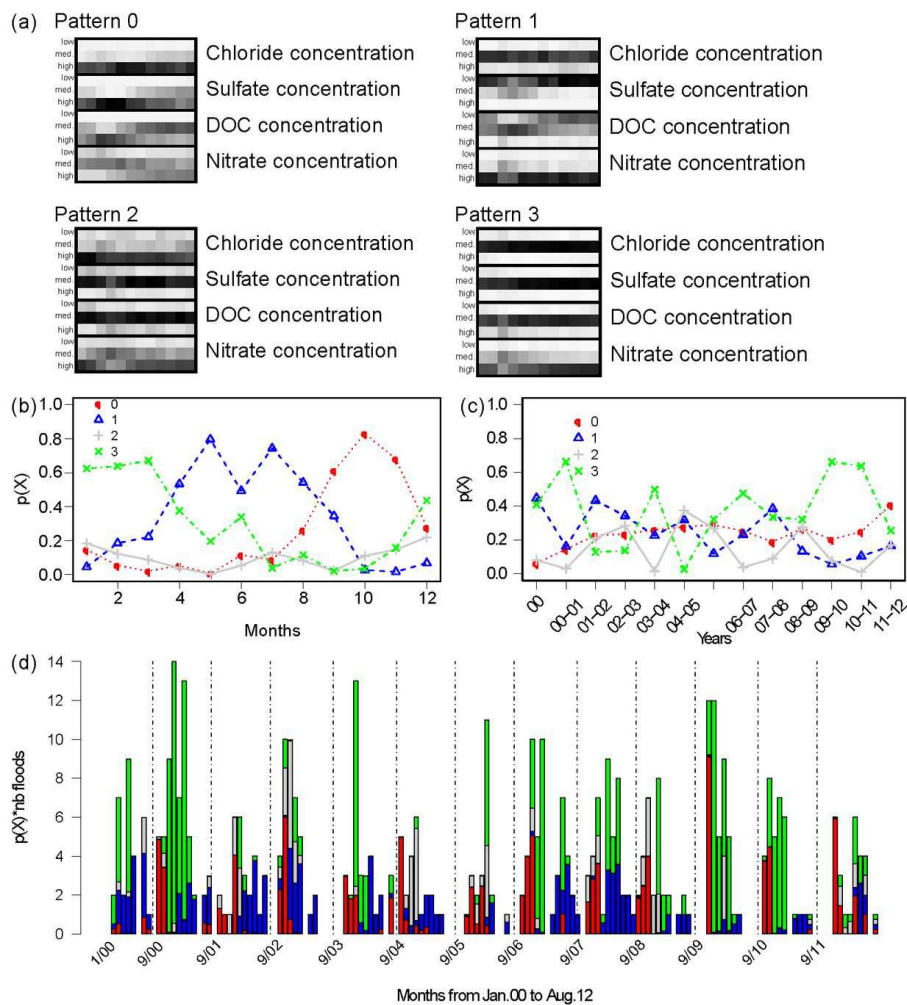 (a) Pattern 0
low
med.
high
Chloride concentration
low
med.
high
Sulfate concentration
low
med.
high
DOC concentration
low
med.
high
Nitrate concentration
Pattern 1
low
med.
high
Chloride concentration
low
med.
high
Sulfate concentration
low
med.
high
DOC concentration
low
med.
high
Nitrate concentration
Pattern 2
low
med.
high
Chloride concentration
low
med.
high
Sulfate concentration
low
med.
high
DOC concentration
low
med.
high
Nitrate concentration
Pattern 3
low
med.
high
Chloride concentration
low
med.
high
Sulfate concentration
low
med.
high
DOC concentration
low
med.
high
Nitrate concentration
(b)
p(X)
1.0
0.8
0.6
0.4
0.2
0.0
0
1
2
3
2 4 6 8 10 12
Months
(c)
p(X)
1.0
0.8
0.6
0.4
0.2
0.0
0
1
2
3
00 00-01 01-02 02-03 03-04 04-05 06-07 07-08 08-09 09-10 10-11 11-12
Years
(d)
p(X)*nb floods
14
12
10
8
6
4
2
0
1/00 9/00 9/01 9/02 9/03 9/04 9/05 9/06 9/07 9/08 9/09 9/10 9/11
Months from Jan.00 to Aug.12